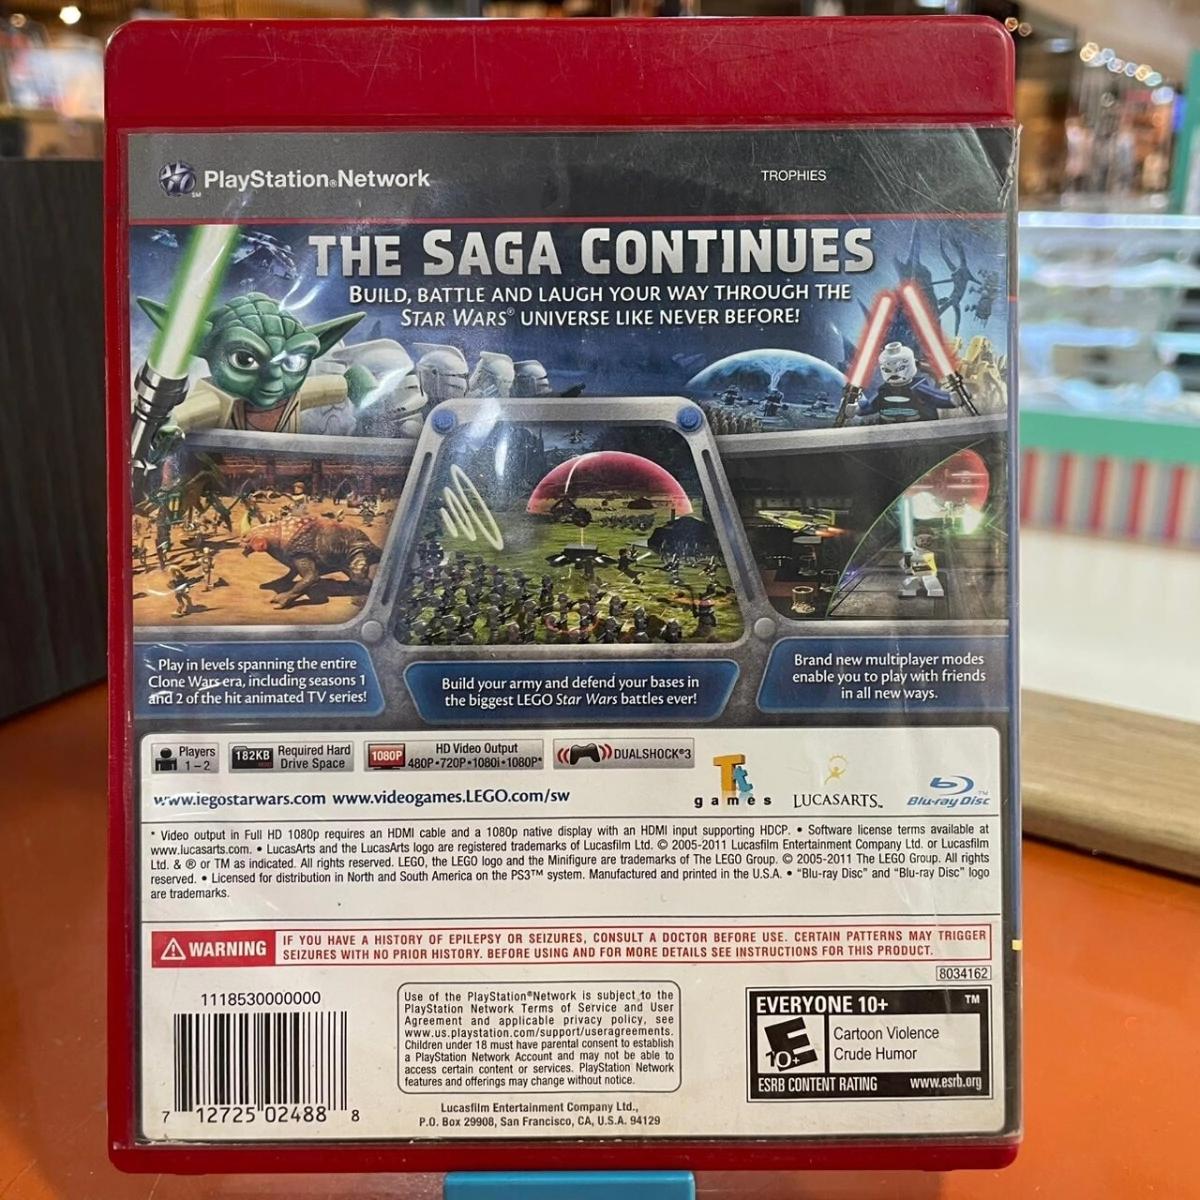 PlayStation®Network
SM
TROPHIES
THE SAGA CONTINUES
BUILD, BATTLE AND LAUGH YOUR WAY THROUGH THE
STAR WARS® UNIVERSE LIKE NEVER BEFORE!
Play in levels spanning the entire
Clone Wars era, including seasons 1
and 2 of the hit animated TV series!
Build your army and defend your bases in
the biggest LEGO Star Wars battles ever!
Brand new multiplayer modes
enable you to play with friends
in all new ways.
Players
1–2
182KB
Required Hard
Drive Space
1080P
HD Video Output
480P•720P•1080i•1080P*
DUALSHOCK®3
Tt
games
LUCASARTS™
Blu-ray Disc™
www.legostarwars.com www.videogames.LEGO.com/sw
* Video output in Full HD 1080p requires an HDMI cable and a 1080p native display with an HDMI input supporting HDCP. • Software license terms available at
www.lucasarts.com. • LucasArts and the LucasArts logo are registered trademarks of Lucasfilm Ltd. © 2005-2011 Lucasfilm Entertainment Company Ltd. or Lucasfilm
Ltd. & ® or TM as indicated. All rights reserved. LEGO, the LEGO logo and the Minifigure are trademarks of The LEGO Group. © 2005-2011 The LEGO Group. All rights
reserved. • Licensed for distribution in North and South America on the PS3™ system. Manufactured and printed in the U.S.A. • “Blu-ray Disc” and “Blu-ray Disc” logo
are trademarks.
WARNING
IF YOU HAVE A HISTORY OF EPILEPSY OR SEIZURES, CONSULT A DOCTOR BEFORE USE. CERTAIN PATTERNS MAY TRIGGER
SEIZURES WITH NO PRIOR HISTORY. BEFORE USING AND FOR MORE DETAILS SEE INSTRUCTIONS FOR THIS PRODUCT.
8034162
1118530000000
7 12725 02488 8
Use of the PlayStation®Network is subject to the
PlayStation Network Terms of Service and User
Agreement and applicable privacy policy, see
www.us.playstation.com/support/useragreements.
Children under 18 must have parental consent to establish
a PlayStation Network Account and may not be able to
access certain content or services. PlayStation Network
features and offerings may change without notice.
Lucasfilm Entertainment Company Ltd.,
P.O. Box 29908, San Francisco, CA, U.S.A. 94129
EVERYONE 10+ ™
E
10+
Cartoon Violence
Crude Humor
ESRB CONTENT RATING www.esrb.org